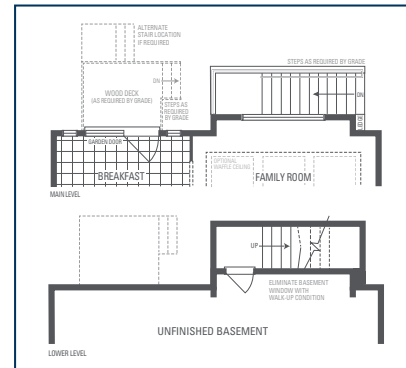 ALTERNATE
STAIR LOCATION
IF REQUIRED
STEPS AS REQUIRED BY GRADE
DN
WOOD DECK
(AS REQUIRED BY GRADE)
STEPS AS
REQUIRED
BY GRADE
DN
GARDEN DOOR
BREAKFAST
OPTIONAL
WAFFLE CEILING
FAMILY ROOM
MAIN LEVEL
UP
ELIMINATE BASEMENT
WINDOW WITH
WALK-UP CONDITION
UNFINISHED BASEMENT
LOWER LEVEL